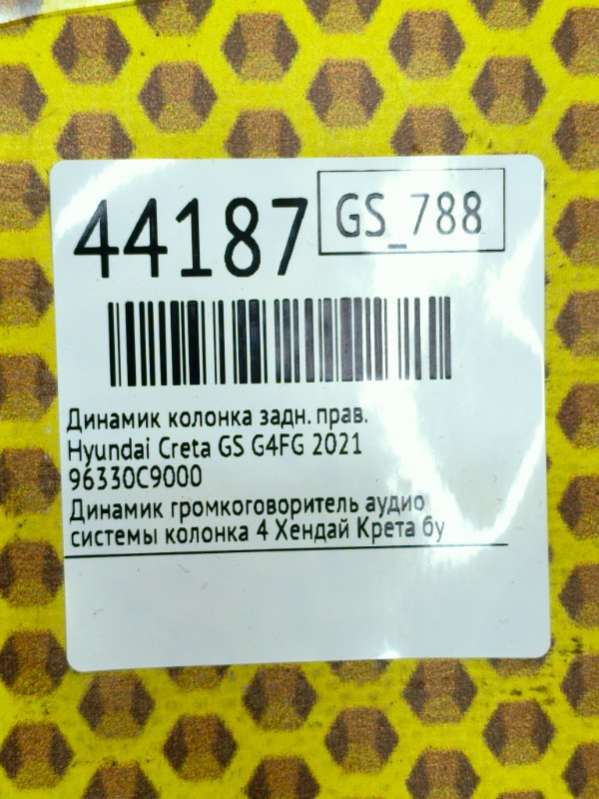 44187
GS_788
Динамик колонка задн. прав.
Hyundai Creta GS G4FG 2021
96330C9000
Динамик громкоговоритель аудио
системы колонка 4 Хендай Крета бу